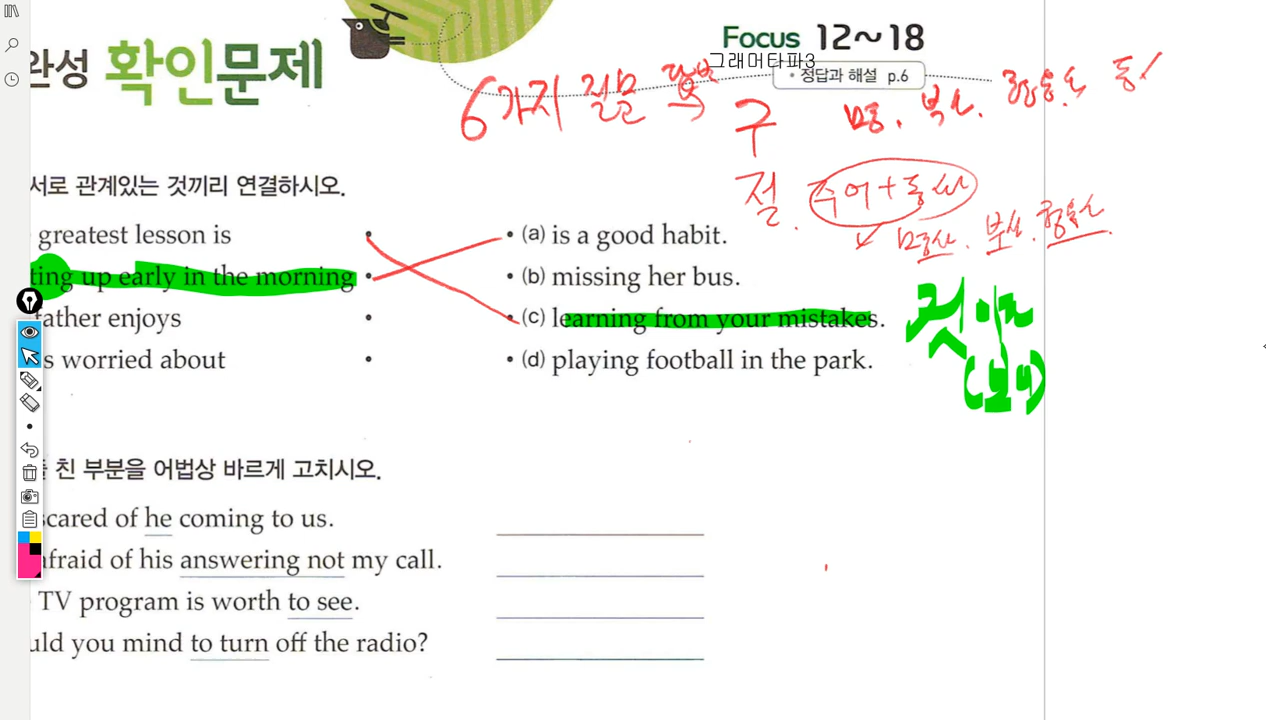 Focus 12~18
완성 확인문제
그래머타파3
• 정답과 해설 p.6
6가지 질문
구 명. 부사. 형용사 동사
절. 주어+동사
명사. 부사. 형용사
서로 관계있는 것끼리 연결하시오.
greatest lesson is • • (a) is a good habit.
ting up early in the morning • • (b) missing her bus.
father enjoys • • (c) learning from your mistakes.
s worried about • • (d) playing football in the park.
(보어)
친 부분을 어법상 바르게 고치시오.
scared of he coming to us.
afraid of his answering not my call.
TV program is worth to see.
uld you mind to turn off the radio?